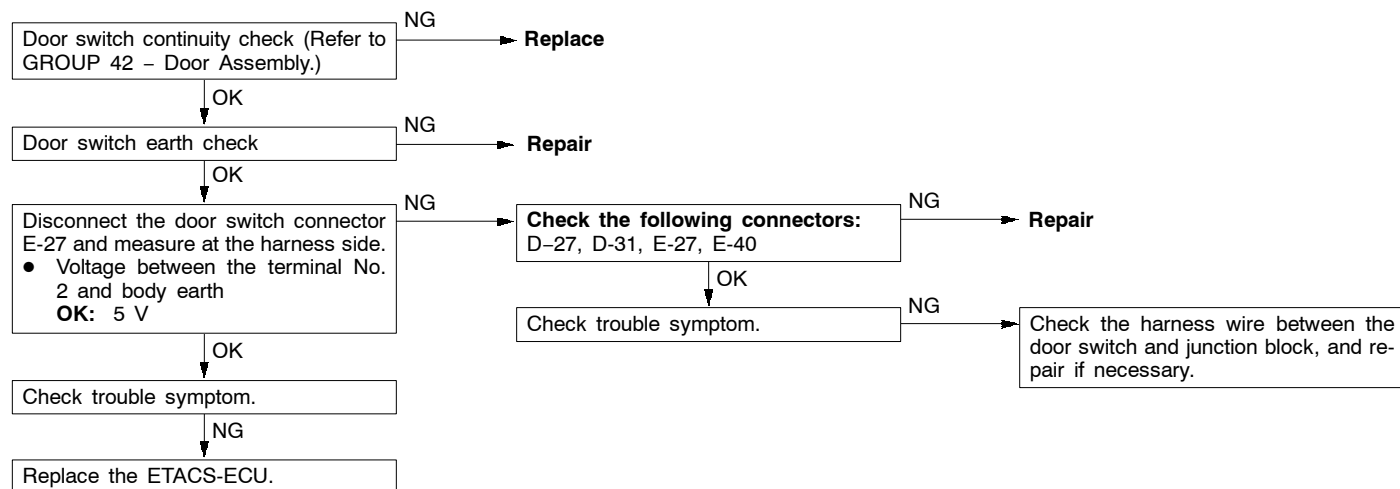 Door switch continuity check (Refer to
GROUP 42 – Door Assembly.)
NG
Replace
OK
Door switch earth check
NG
Repair
OK
Disconnect the door switch connector
E-27 and measure at the harness side.
● Voltage between the terminal No.
2 and body earth
OK: 5 V
NG
Check the following connectors:
D–27, D-31, E-27, E-40
NG
Repair
OK
Check trouble symptom.
NG
Check the harness wire between the
door switch and junction block, and re-
pair if necessary.
OK
Check trouble symptom.
NG
Replace the ETACS-ECU.